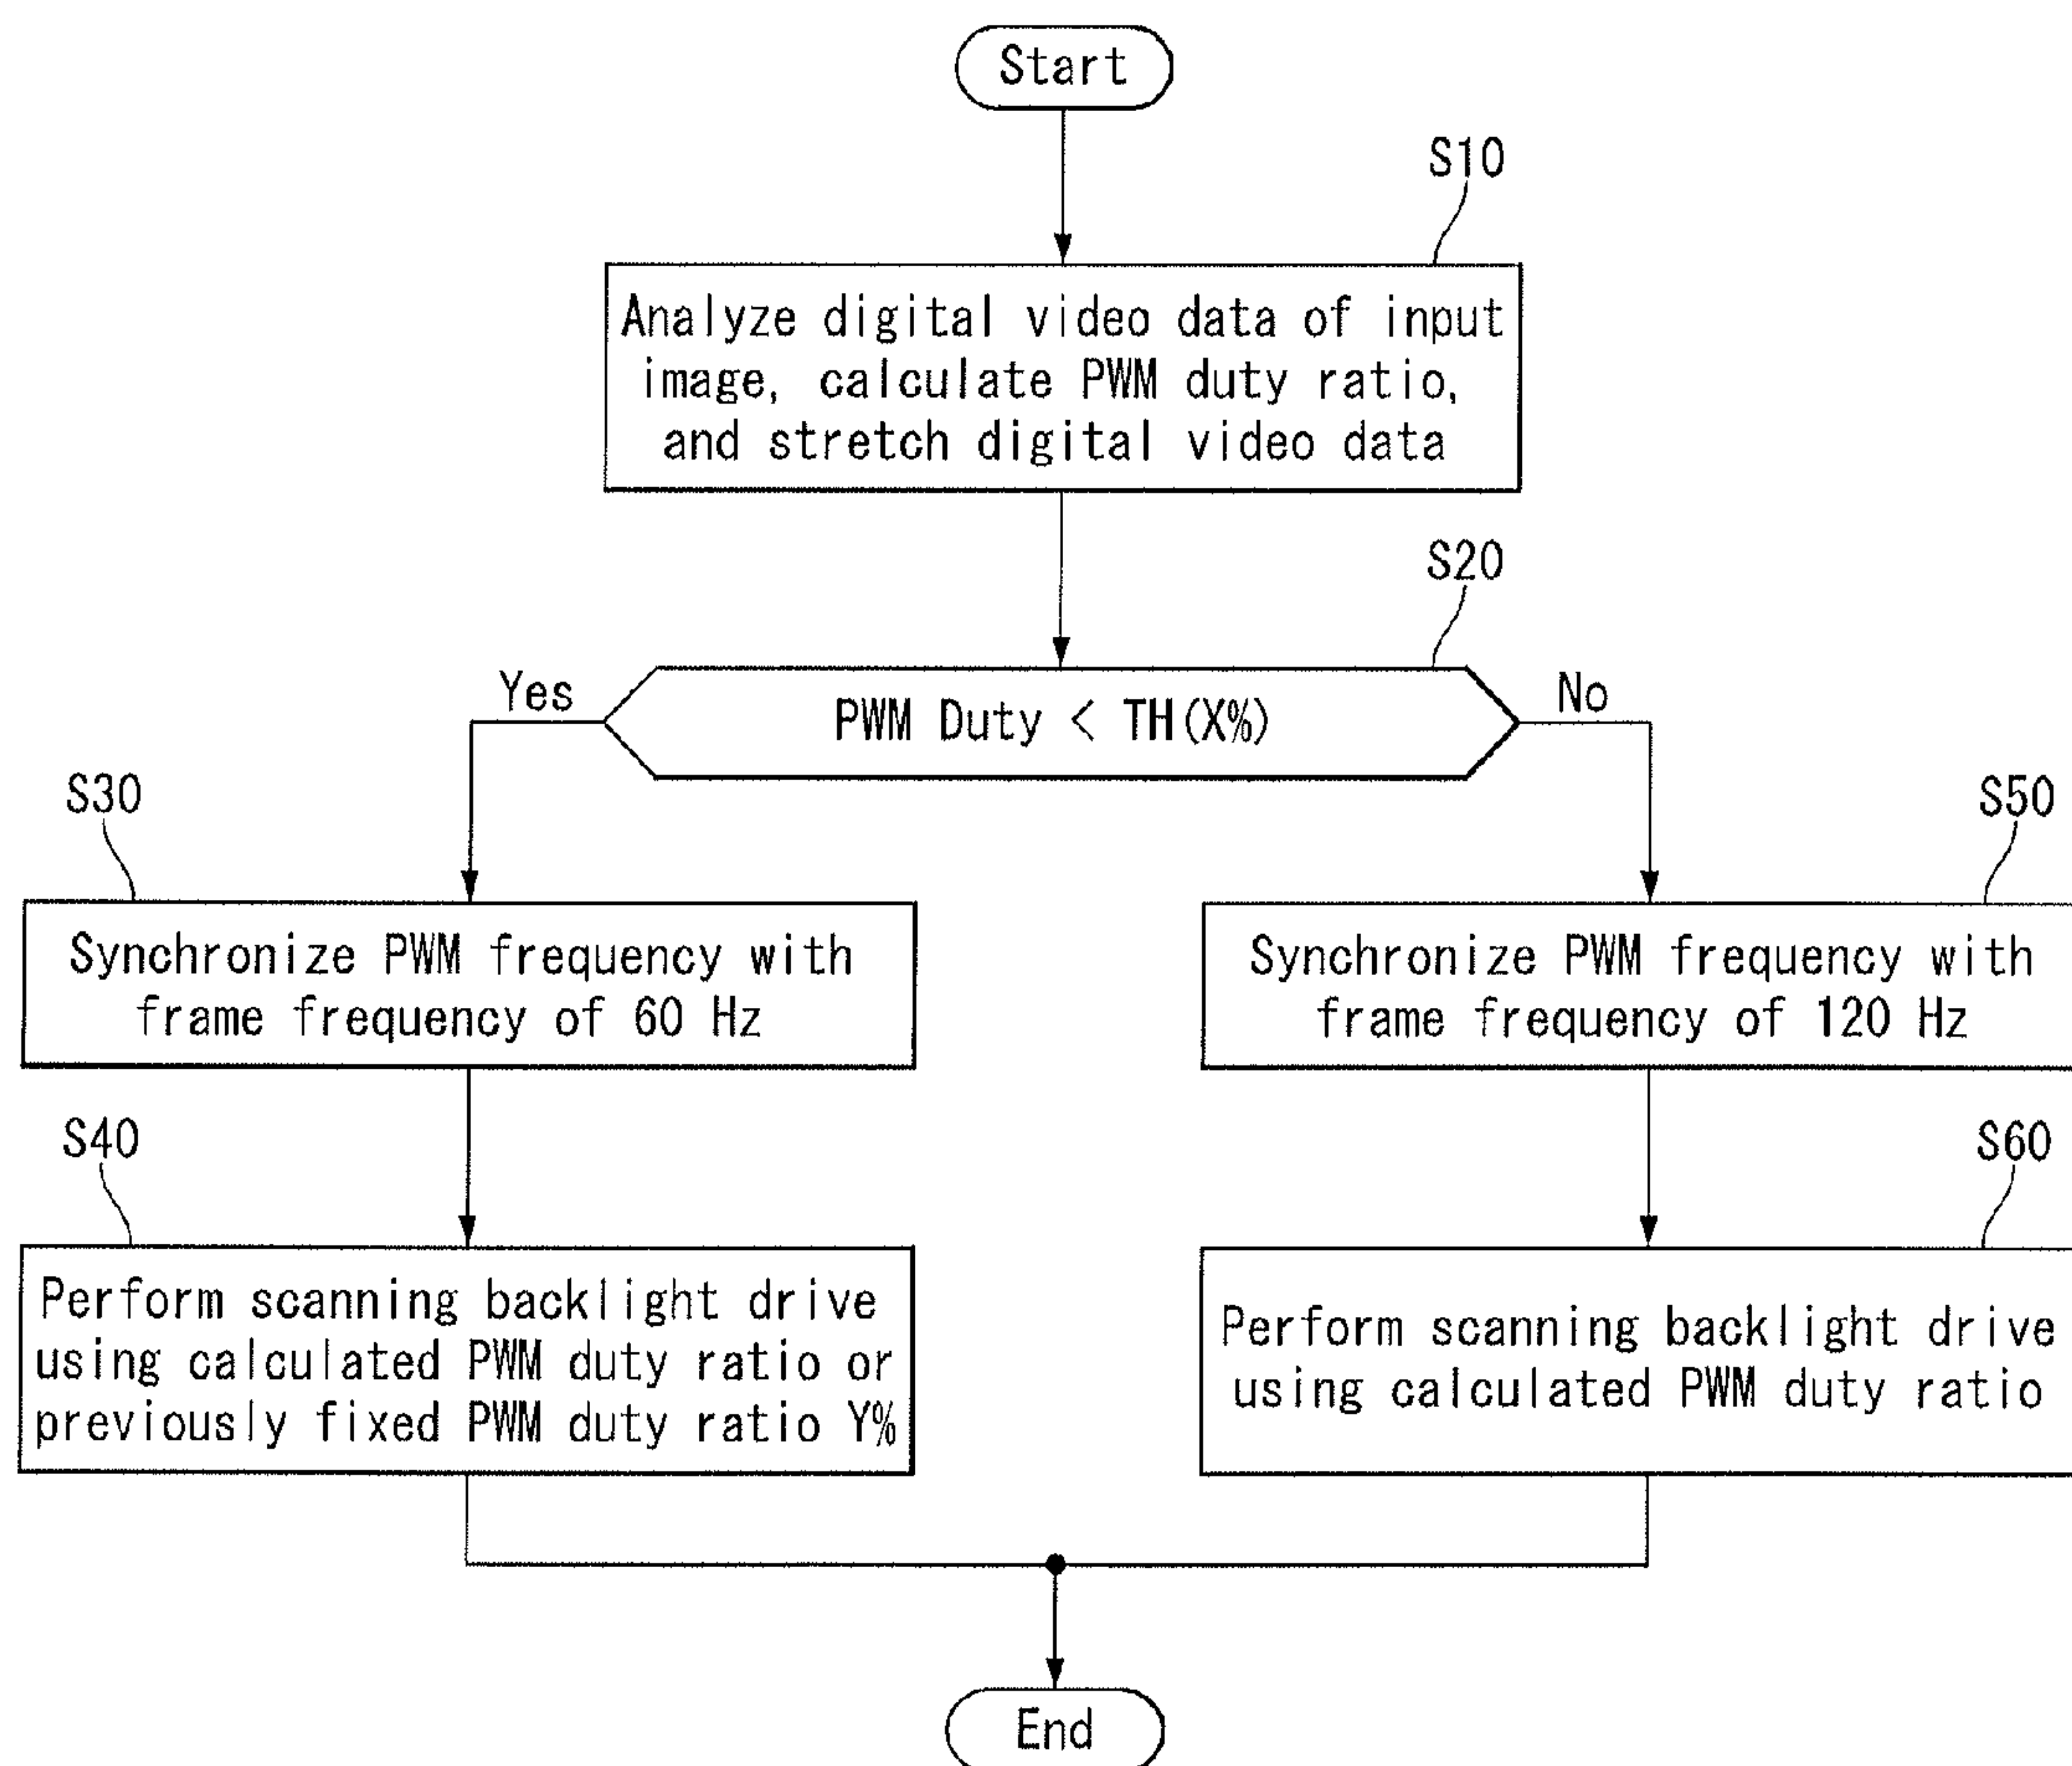 Start
S10
Analyze digital video data of input
image, calculate PWM duty ratio,
and stretch digital video data
S20
Yes
PWM Duty < TH(X%)
No
S30
Synchronize PWM frequency with
frame frequency of 60 Hz
S50
Synchronize PWM frequency with
frame frequency of 120 Hz
S40
Perform scanning backlight drive
using calculated PWM duty ratio or
previously fixed PWM duty ratio Y%
S60
Perform scanning backlight drive
using calculated PWM duty ratio
End